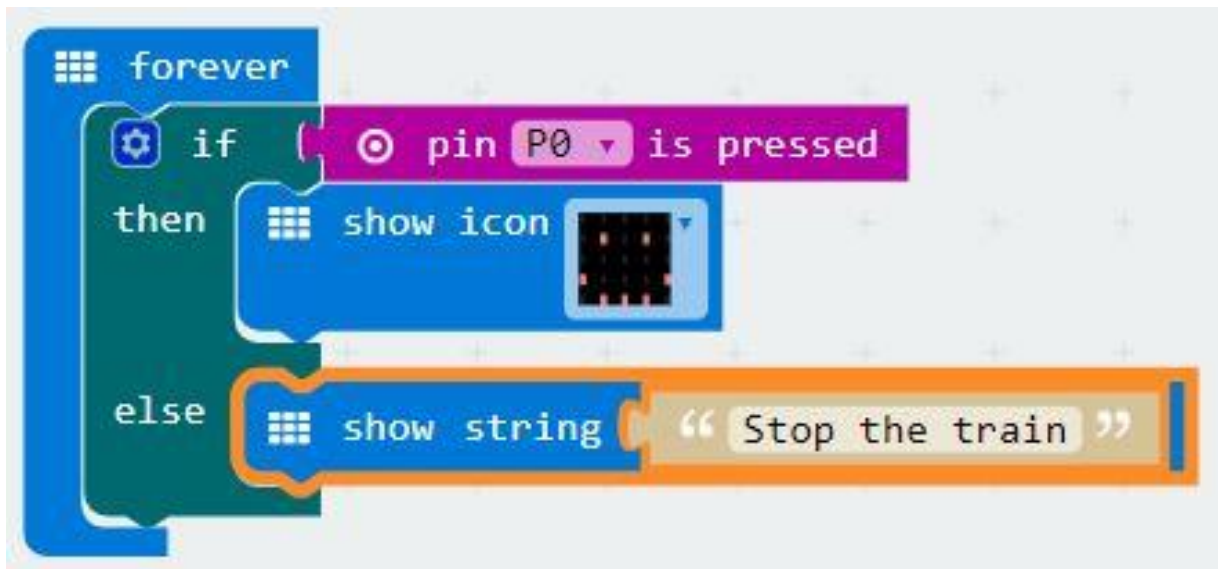 forever
if pin P0 is pressed
then show icon
else show string “ Stop the train ”